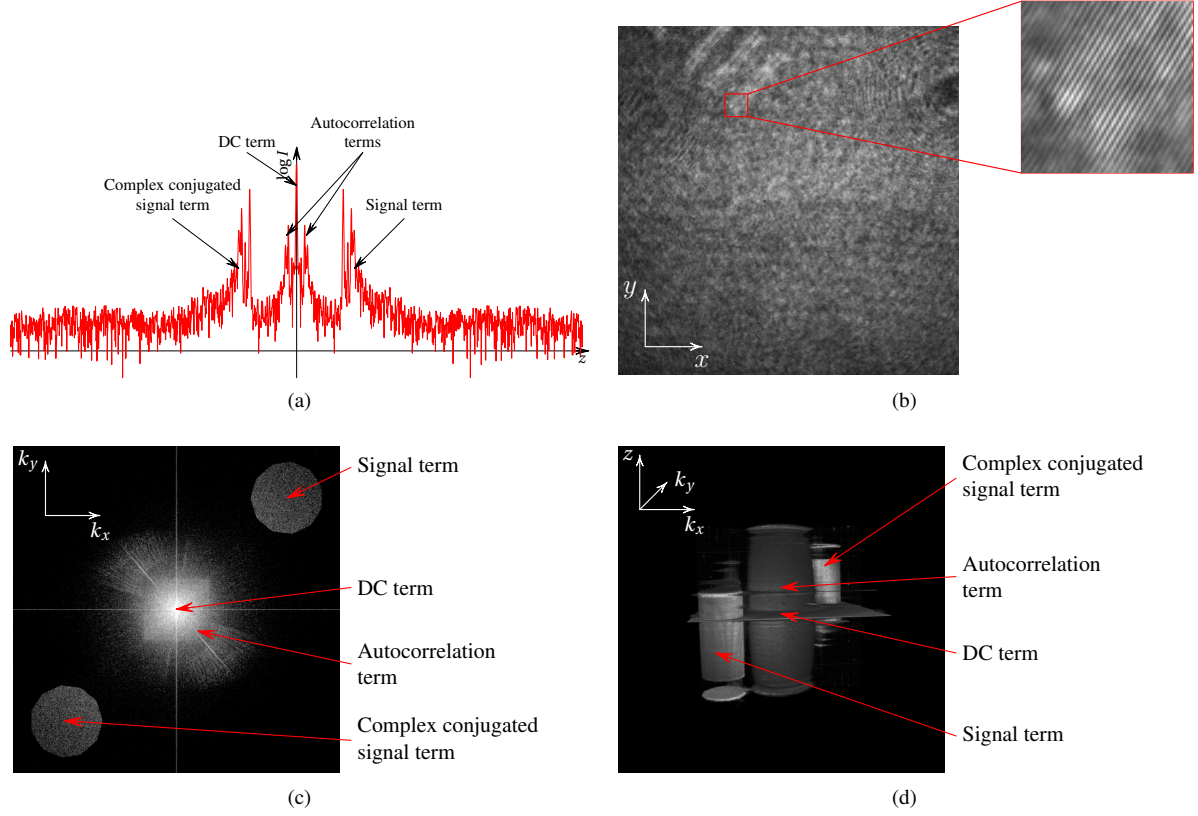 Autocorrelation
terms
DC term
log I
Complex conjugated
signal term
Signal term
z
(a)
y
x
(b)
k_y
k_x
Signal term
DC term
Autocorrelation
term
Complex conjugated
signal term
(c)
z
k_y
k_x
Complex conjugated
signal term
Autocorrelation
term
DC term
Signal term
(d)